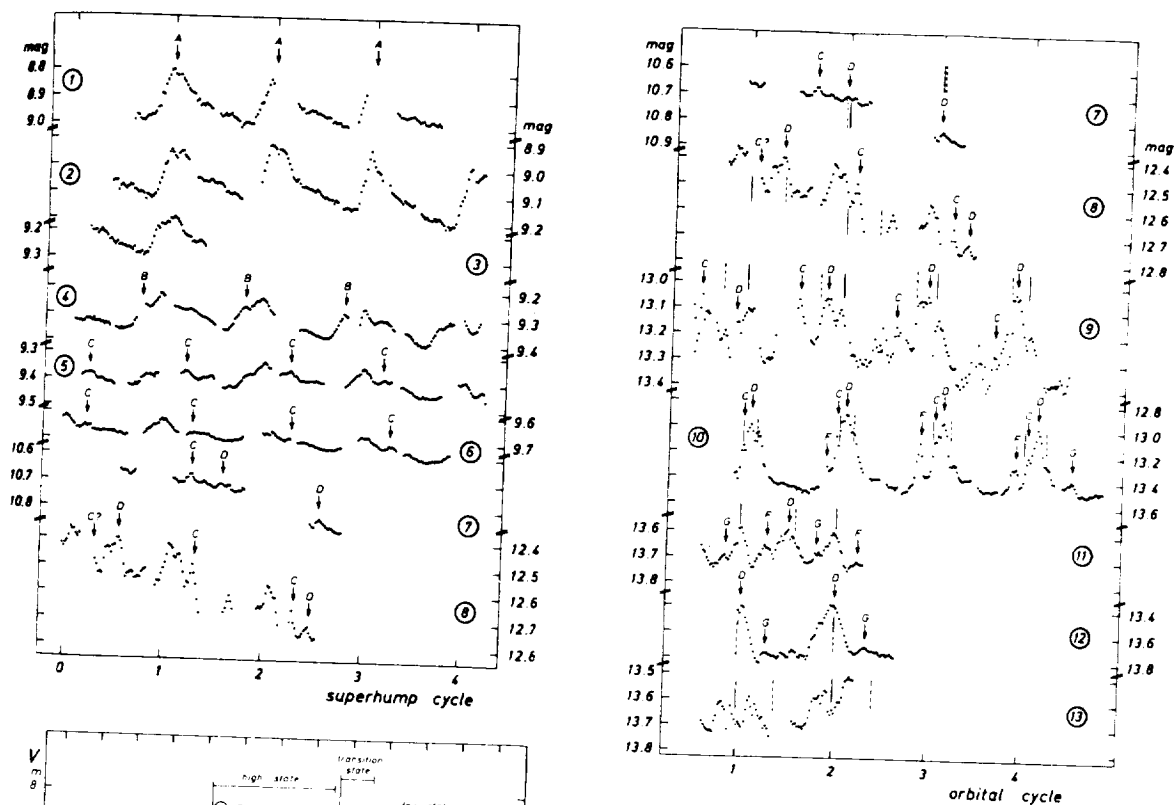 mag
8.8
8.9
9.0
①
A
A
A
mag
8.9
9.0
9.1
9.2
②
9.2
9.3
③
④
B
B
B
9.2
9.3
9.4
9.3
9.4
9.5
⑤
C
C
C
C
C
C
C
C
9.6
9.7
⑥
10.6
10.7
10.8
C
D
D
⑦
C?
D
C
C
D
12.4
12.5
12.6
12.7
12.6
⑧
0
1
2
3
4
superhump cycle
mag
10.6
10.7
10.8
10.9
C
D
D
⑦
mag
12.4
12.5
12.6
12.7
12.8
C?
D
C
C
D
⑧
13.0
13.1
13.2
13.3
13.4
C
D
C
D
C
D
C
D
⑨
12.8
13.0
13.2
13.4
13.6
⑩
C
D
F
C
D
F
C
D
F
C
D
G
13.6
13.7
13.8
G
F
D
G
F
⑪
D
G
D
G
13.4
13.6
13.8
⑫
13.5
13.6
13.7
13.8
⑬
1
2
3
4
orbital cycle
V
m
8
high state
transition
state